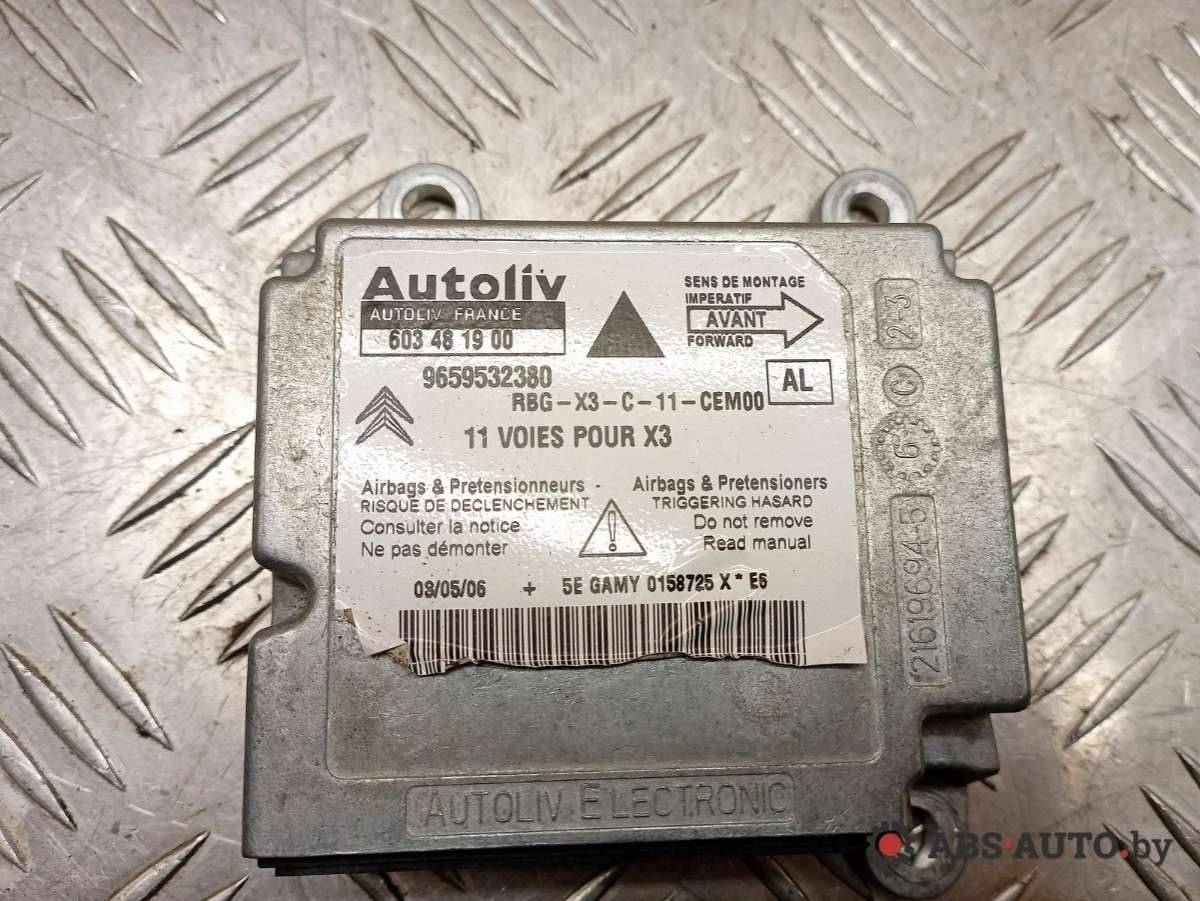 Autoliv
AUTOLIV FRANCE
603 48 19 00
9659532380
RBG-X3-C-11-CEM00
11 VOIES POUR X3
SENS DE MONTAGE
IMPERATIF
AVANT
FORWARD
AL
Airbags & Pretensionneurs -
RISQUE DE DECLENCHEMENT
Consulter la notice
Ne pas démonter
Airbags & Pretensioners
TRIGGERING HASARD
Do not remove
Read manual
03/05/06 + 5E GAMY 0158725 X * E6
2-3
C
6
21619694-5
AUTOLIV ELECTRONIC
ABS-AUTO.by